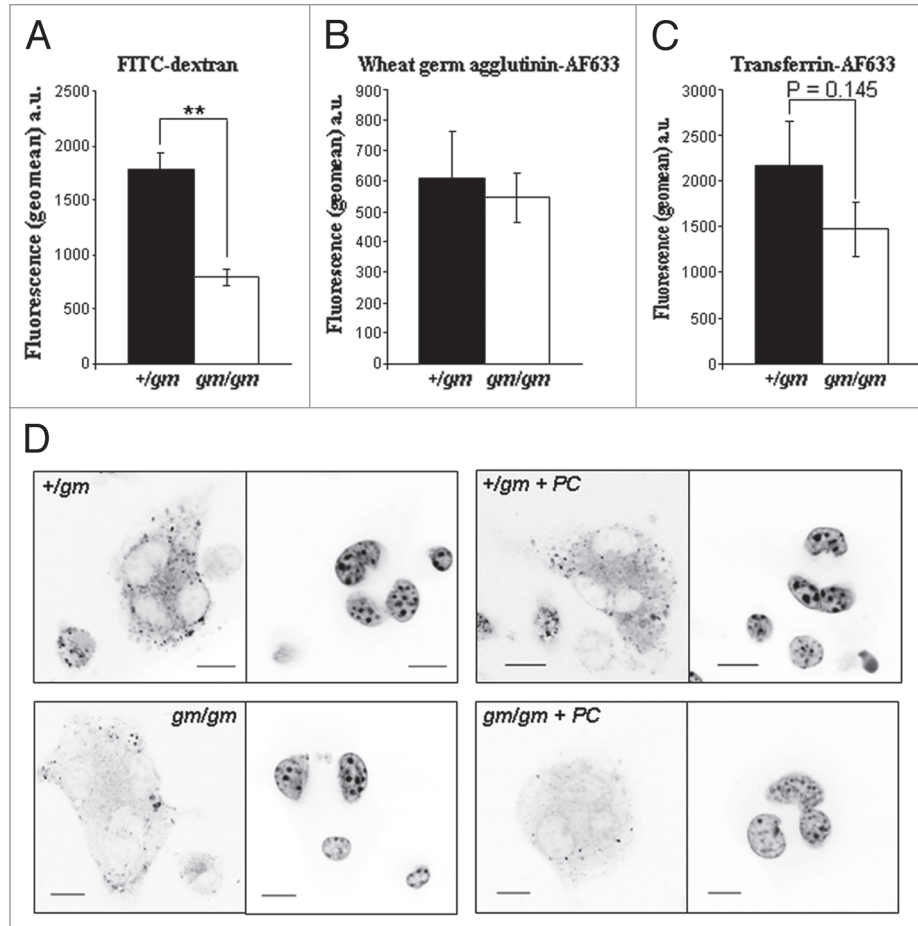 A
FITC-dextran
Fluorescence (geomean) a.u.
2500
2000
1500
1000
500
0
**
+/gm gm/gm
B
Wheat germ agglutinin-AF633
Fluorescence (geomean) a.u.
900
800
700
600
500
400
300
200
100
0
+/gm gm/gm
C
Transferrin-AF633
P = 0.145
Fluorescence (geomean) a.u.
3000
2500
2000
1500
1000
500
0
+/gm gm/gm
D
+/gm
+/gm + PC
gm/gm
gm/gm + PC